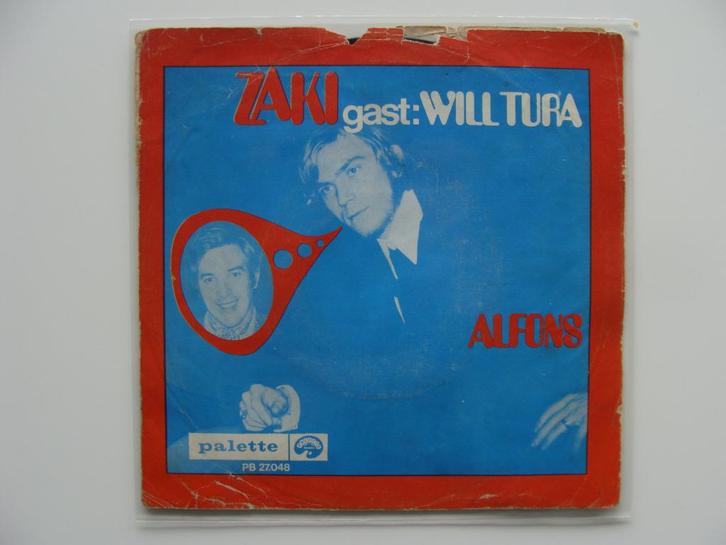 ZAKI gast: WILL TURA
ALFONS
palette
PB 27.048